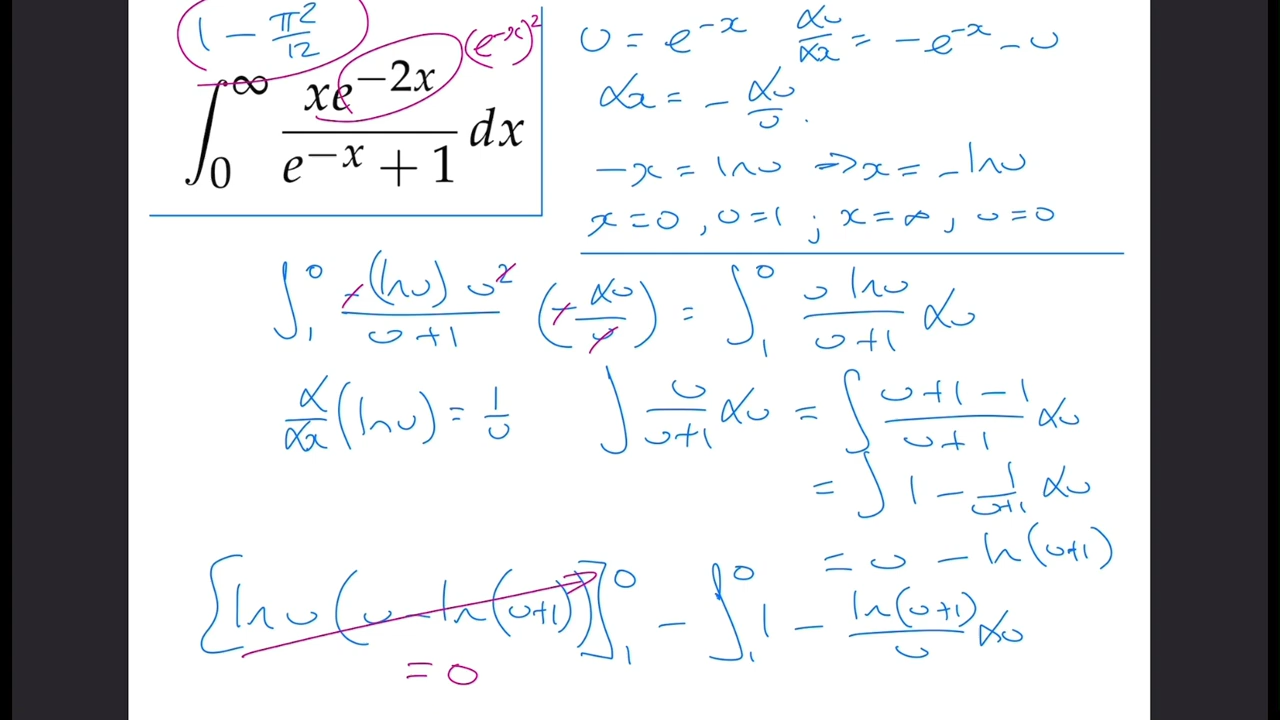 1 - π²/12
(e^-x)²
∫_0^∞ xe^{-2x} / (e^{-x} + 1) dx
u = e^-x du/dx = -e^-x - u
dx = - du/u .
-x = ln u => x = -ln u
x = 0 , u = 1 ; x = ∞ , u = 0
∫_1^0 -(ln u) u² / (u+1) (- du/u) = ∫_1^0 u ln u / (u+1) du
d/dx (ln u) = 1/u ∫ u/(u+1) du = ∫ (u+1-1)/(u+1) du
= ∫ 1 - 1/(u+1) du
= u - ln(u+1)
[ln u (u - ln(u+1))]_1^0 - ∫_1^0 1 - ln(u+1)/u du
= 0